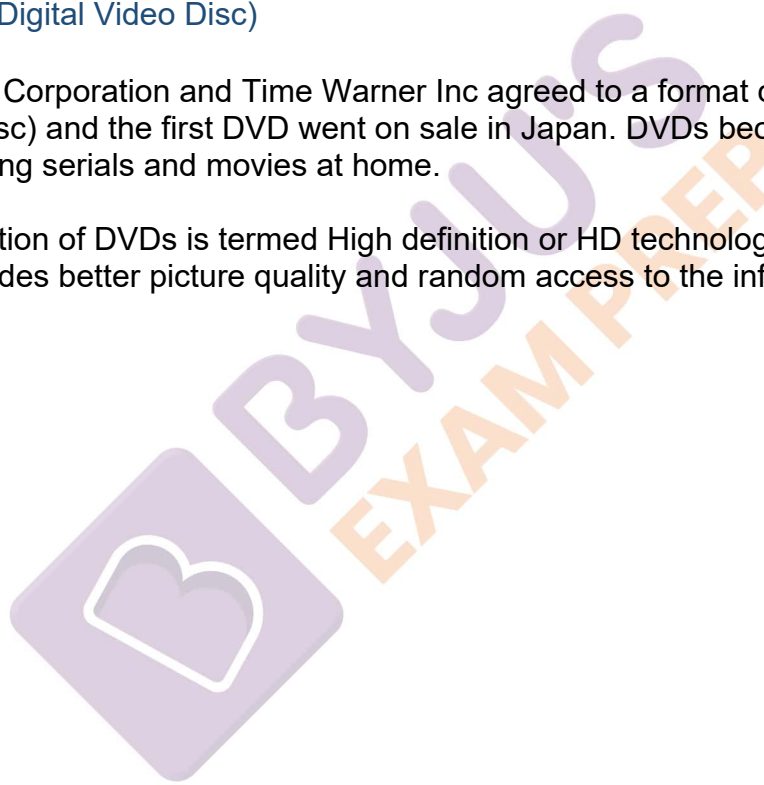 Digital Video Disc)
Corporation and Time Warner Inc agreed to a format
sc) and the first DVD went on sale in Japan. DVDs bec
ng serials and movies at home.
tion of DVDs is termed High definition or HD technolog
des better picture quality and random access to the inf
BYJU'S
EXAM PREP